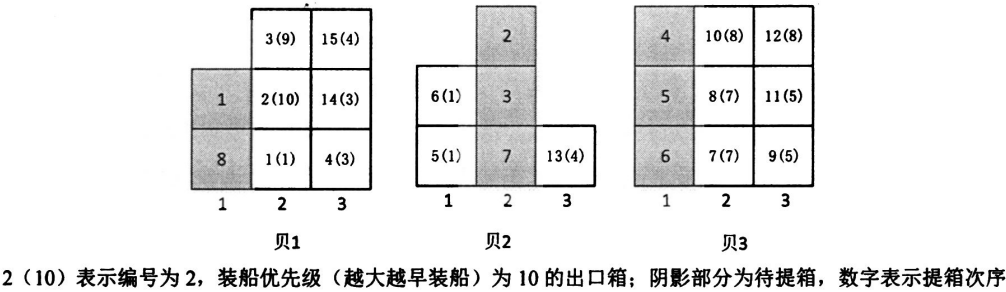 3(9) 15(4) 2 4 10(8) 12(8)
1 2(10) 14(3) 6(1) 3 5 8(7) 11(5)
8 1(1) 4(3) 5(1) 7 13(4) 6 7(7) 9(5)
1 2 3 1 2 3 1 2 3
贝1 贝2 贝3
2（10）表示编号为2，装船优先级（越大越早装船）为10的出口箱；阴影部分为待提箱，数字表示提箱次序